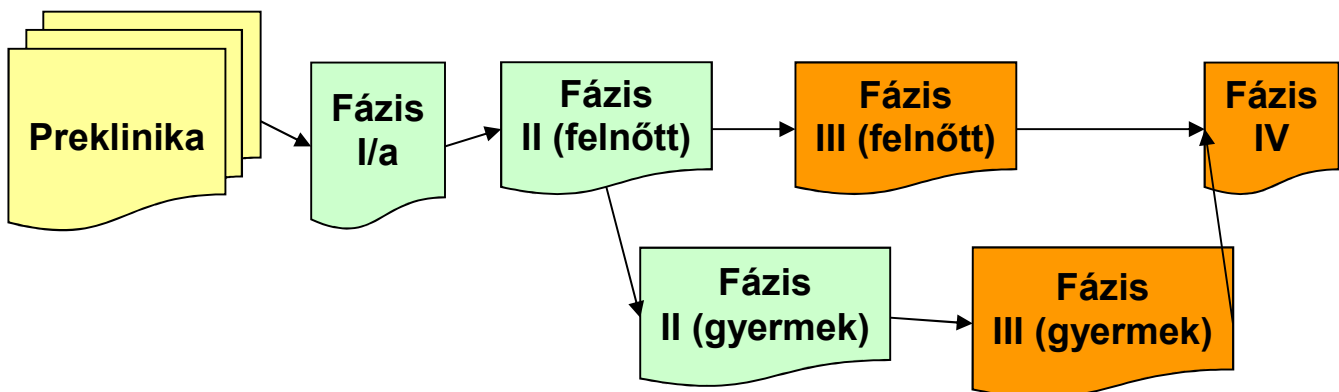 Preklinika
Fázis
I/a
Fázis
II (felnőtt)
Fázis
III (felnőtt)
Fázis
IV
Fázis
II (gyermek)
Fázis
III (gyermek)